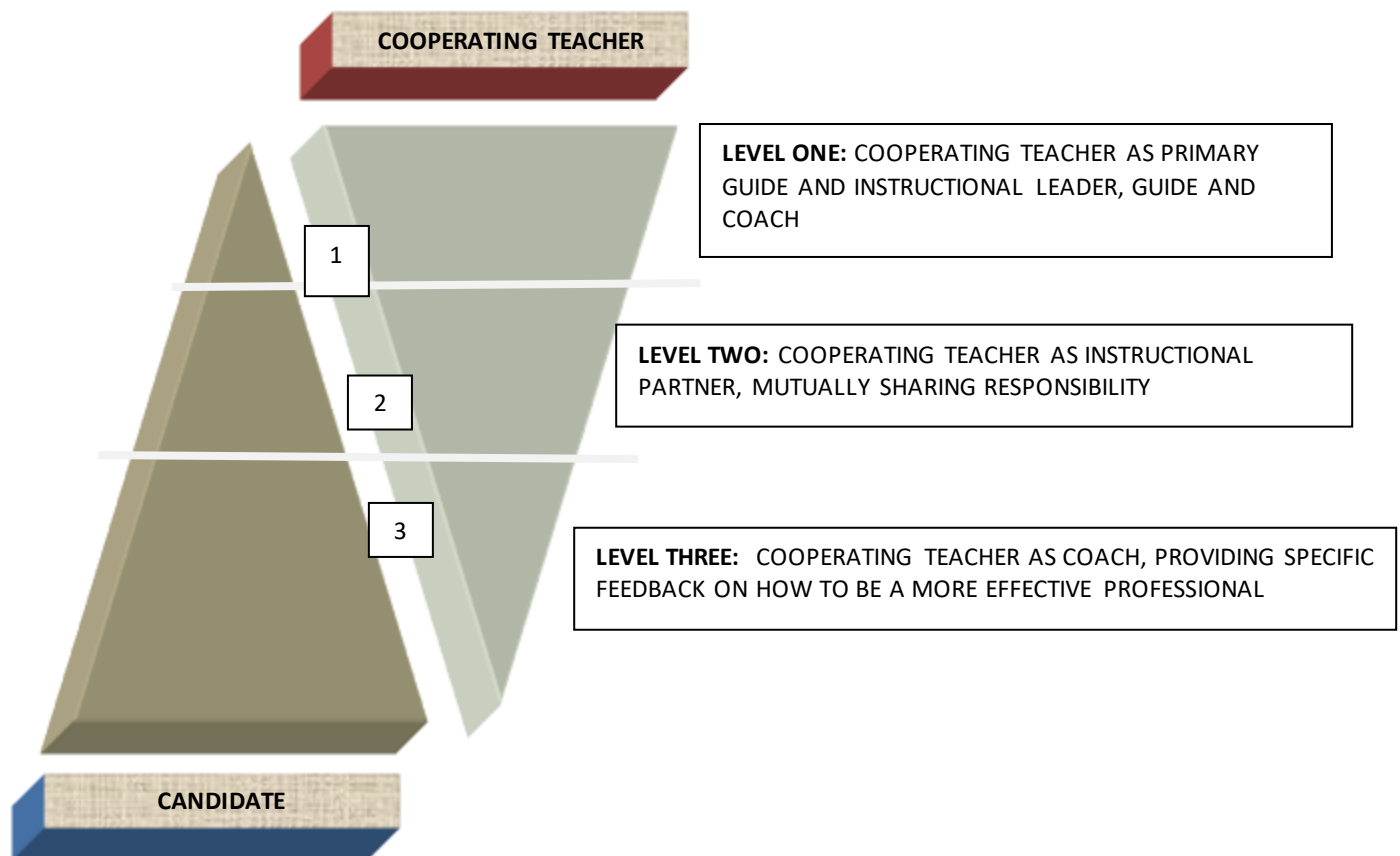 COOPERATING TEACHER
LEVEL ONE: COOPERATING TEACHER AS PRIMARY
GUIDE AND INSTRUCTIONAL LEADER, GUIDE AND
COACH
1
LEVEL TWO: COOPERATING TEACHER AS INSTRUCTIONAL
PARTNER, MUTUALLY SHARING RESPONSIBILITY
2
3
LEVEL THREE: COOPERATING TEACHER AS COACH, PROVIDING SPECIFIC
FEEDBACK ON HOW TO BE A MORE EFFECTIVE PROFESSIONAL
CANDIDATE